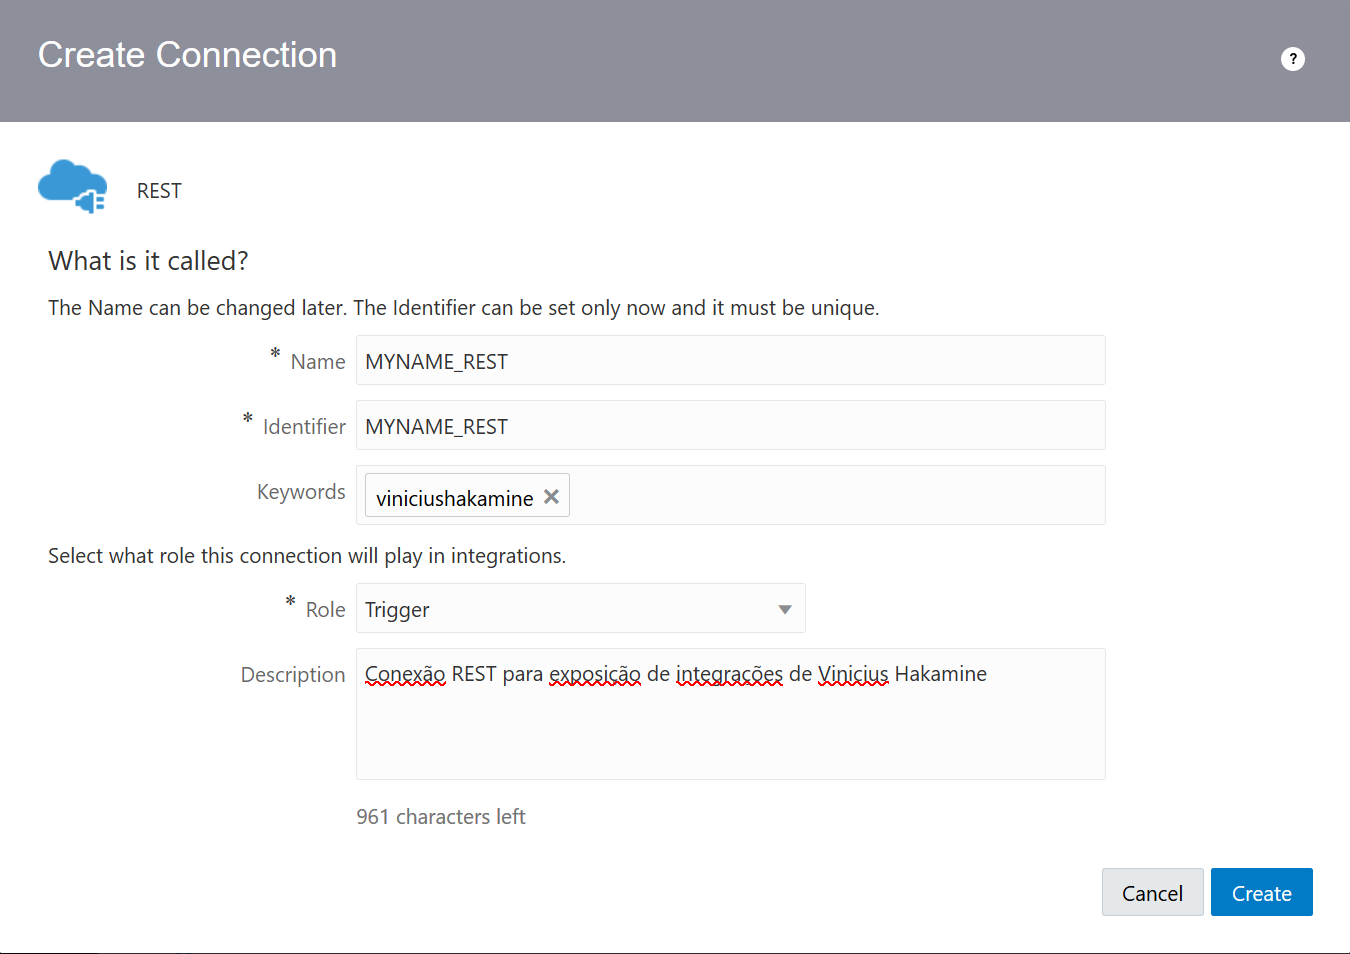 Create Connection
?
REST
What is it called?
The Name can be changed later. The Identifier can be set only now and it must be unique.
* Name MYNAME_REST
* Identifier MYNAME_REST
Keywords viniciushakamine ✕
Select what role this connection will play in integrations.
* Role Trigger
Description Conexão REST para exposição de integrações de Vinicius Hakamine
961 characters left
Cancel Create